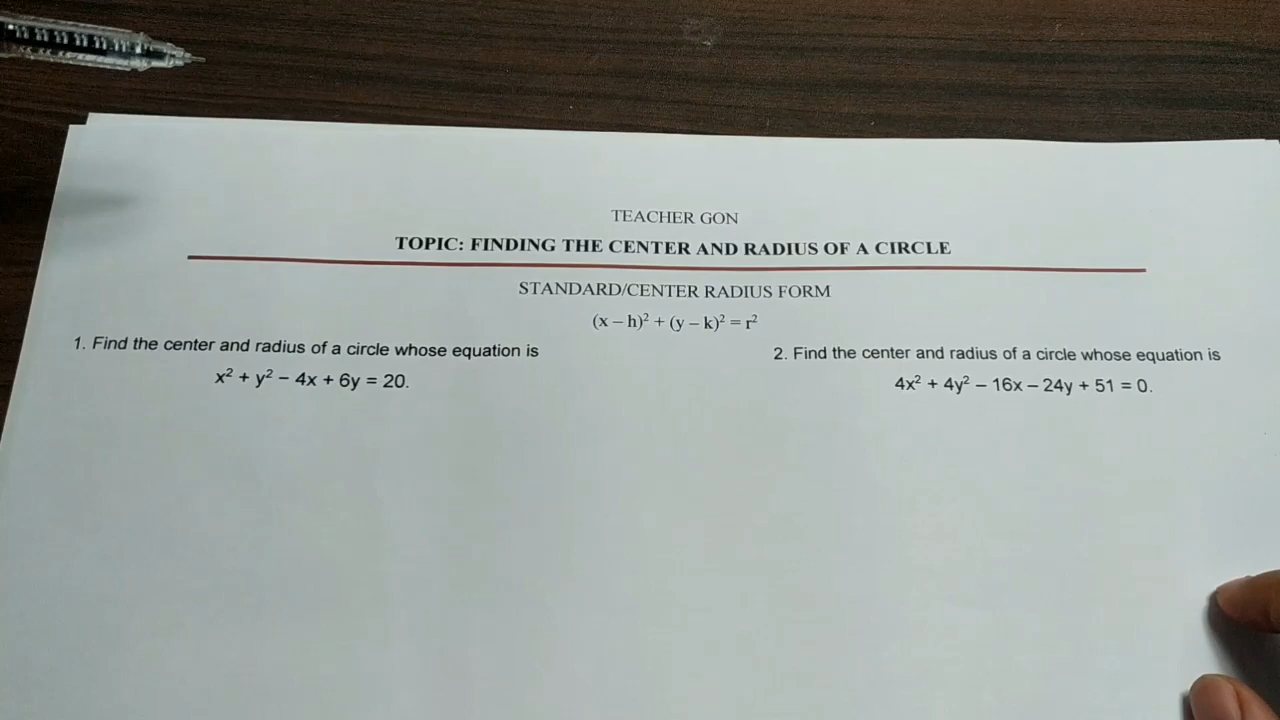 TEACHER GON
TOPIC: FINDING THE CENTER AND RADIUS OF A CIRCLE
STANDARD/CENTER RADIUS FORM
(x – h)² + (y – k)² = r²
1. Find the center and radius of a circle whose equation is
x² + y² – 4x + 6y = 20.
2. Find the center and radius of a circle whose equation is
4x² + 4y² – 16x – 24y + 51 = 0.